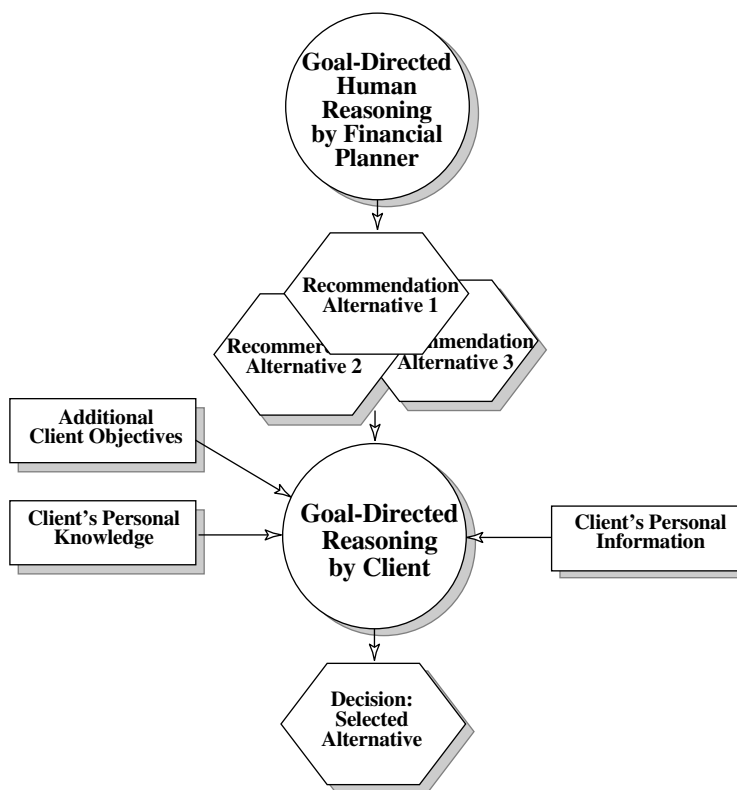 Goal-Directed
Human
Reasoning
by Financial
Planner
Recommendation
Alternative 1
Alternative 2
Alternative 3
Additional
Client Objectives
Client's Personal
Knowledge
Goal-Directed
Reasoning
by Client
Client's Personal
Information
Decision:
Selected
Alternative